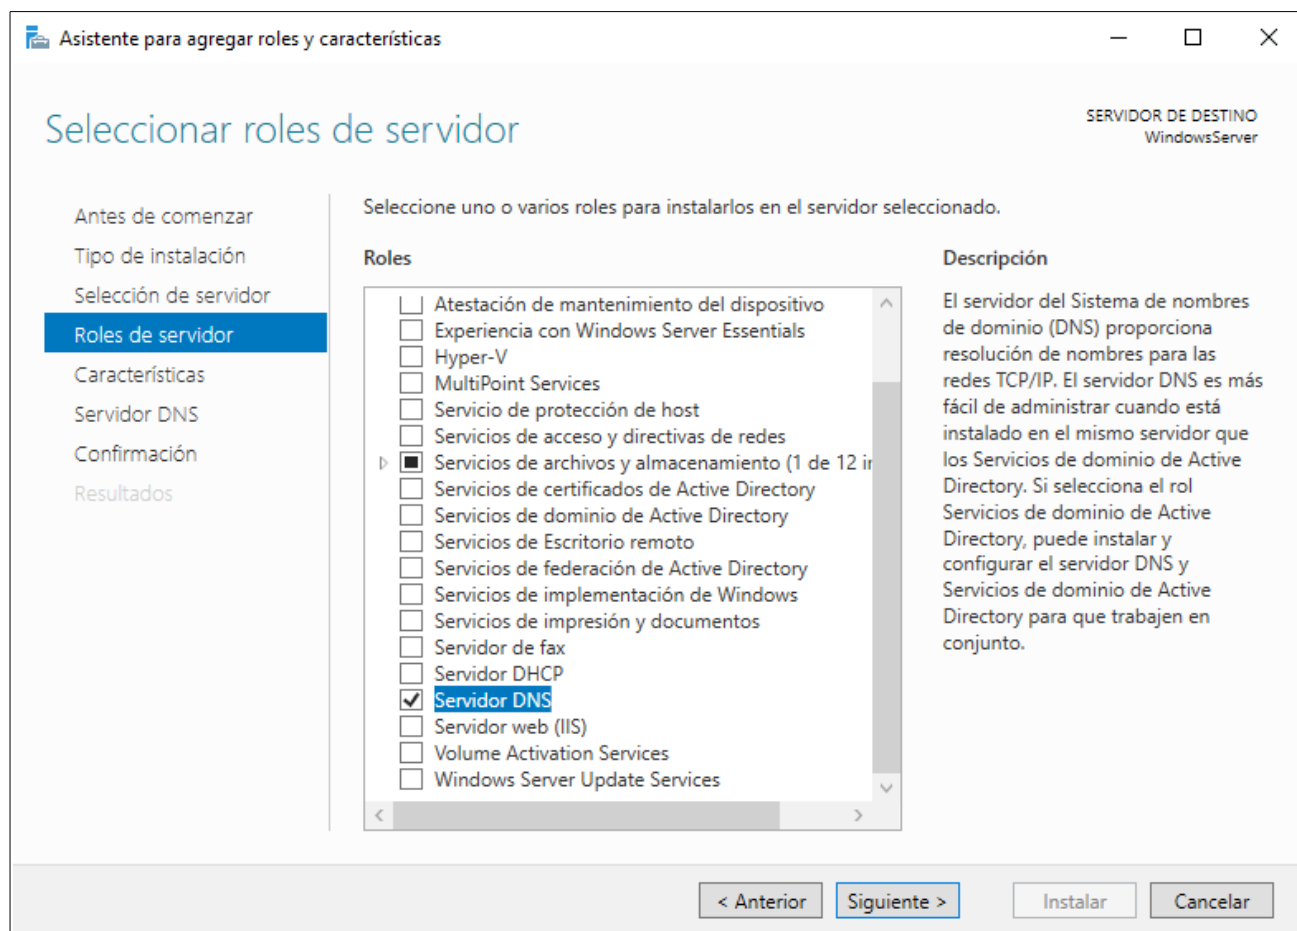 Asistente para agregar roles y características
Seleccionar roles de servidor
SERVIDOR DE DESTINO
WindowsServer
Antes de comenzar
Tipo de instalación
Selección de servidor
Roles de servidor
Características
Servidor DNS
Confirmación
Resultados
Seleccione uno o varios roles para instalarlos en el servidor seleccionado.
Roles
Atestación de mantenimiento del dispositivo
Experiencia con Windows Server Essentials
Hyper-V
MultiPoint Services
Servicio de protección de host
Servicios de acceso y directivas de redes
Servicios de archivos y almacenamiento (1 de 12 in
Servicios de certificados de Active Directory
Servicios de dominio de Active Directory
Servicios de Escritorio remoto
Servicios de federación de Active Directory
Servicios de implementación de Windows
Servicios de impresión y documentos
Servidor de fax
Servidor DHCP
Servidor DNS
Servidor web (IIS)
Volume Activation Services
Windows Server Update Services
Descripción
El servidor del Sistema de nombres
de dominio (DNS) proporciona
resolución de nombres para las
redes TCP/IP. El servidor DNS es más
fácil de administrar cuando está
instalado en el mismo servidor que
los Servicios de dominio de Active
Directory. Si selecciona el rol
Servicios de dominio de Active
Directory, puede instalar y
configurar el servidor DNS y
Servicios de dominio de Active
Directory para que trabajen en
conjunto.
< Anterior
Siguiente >
Instalar
Cancelar